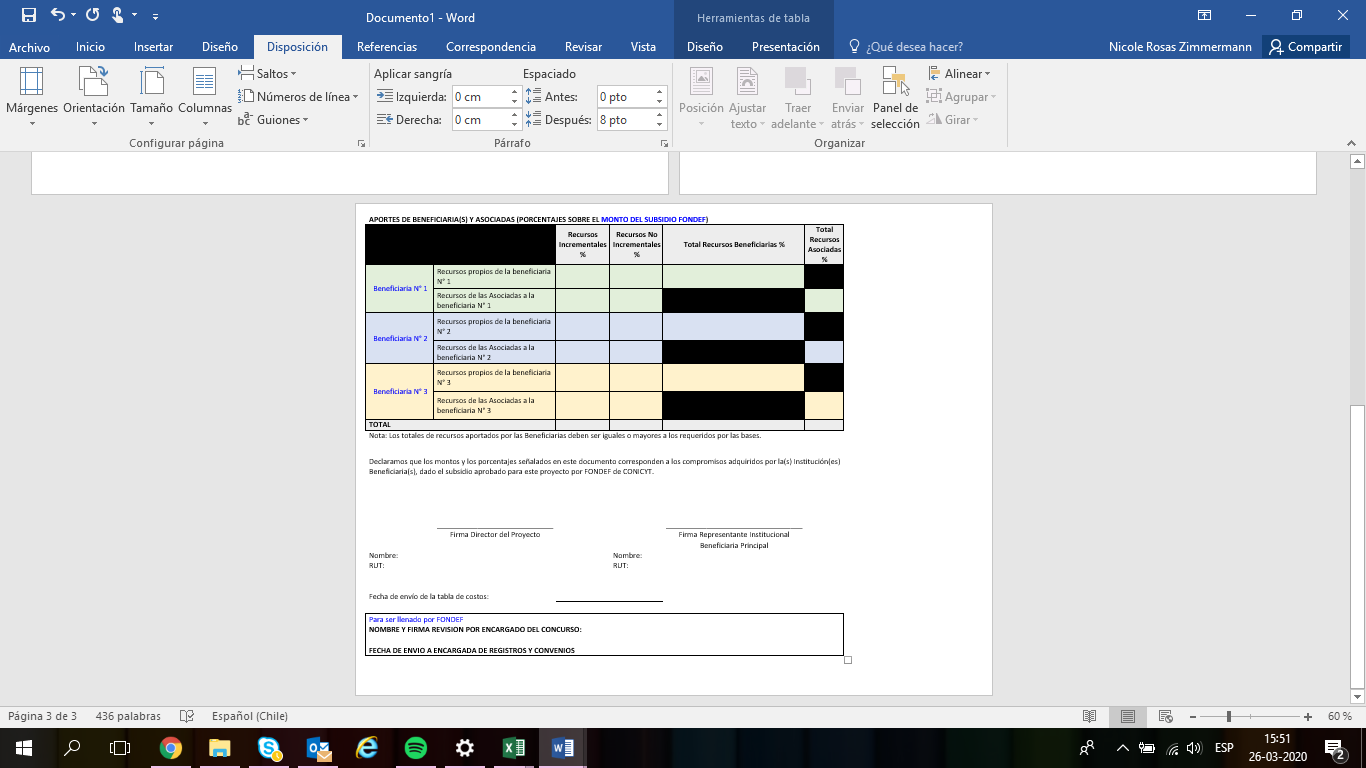 Documento1 - Word
Herramientas de tabla
Archivo Inicio Insertar Diseño Disposición Referencias Correspondencia Revisar Vista Diseño Presentación ¿Qué desea hacer? Nicole Rosas Zimmermann Compartir
Márgenes Orientación Tamaño Columnas
Saltos
Números de línea
Guiones
Configurar página
Aplicar sangría
Izquierda: 0 cm
Derecha: 0 cm
Espaciado
Antes: 0 pto
Después: 8 pto
Párrafo
Posición
Ajustar
texto
Traer
adelante
Enviar
atrás
Panel de
selección
Alinear
Agrupar
Girar
Organizar
APORTES DE BENEFICIARIA(S) Y ASOCIADAS (PORCENTAJES SOBRE EL MONTO DEL SUBSIDIO FONDEF)
Recursos
Incrementales
%
Recursos No
Incrementales
%
Total Recursos Beneficiarias %
Total
Recursos
Asociadas
%
Beneficiaria N° 1
Recursos propios de la beneficiaria
N° 1
Recursos de las Asociadas a la
beneficiaria N° 1
Beneficiaria N° 2
Recursos propios de la beneficiaria
N° 2
Recursos de las Asociadas a la
beneficiaria N° 2
Beneficiaria N° 3
Recursos propios de la beneficiaria
N° 3
Recursos de las Asociadas a la
beneficiaria N° 3
TOTAL
Nota: Los totales de recursos aportados por las Beneficiarias deben ser iguales o mayores a los requeridos por las bases.
Declaramos que los montos y los porcentajes señalados en este documento corresponden a los compromisos adquiridos por la(s) Institución(es)
Beneficiaria(s), dado el subsidio aprobado para este proyecto por FONDEF de CONICYT.
Firma Director del Proyecto
Firma Representante Institucional
Beneficiaria Principal
Nombre: Nombre:
RUT: RUT:
Fecha de envío de la tabla de costos:
Para ser llenado por FONDEF
NOMBRE Y FIRMA REVISION POR ENCARGADO DEL CONCURSO:
FECHA DE ENVIO A ENCARGADA DE REGISTROS Y CONVENIOS
Página 3 de 3 436 palabras Español (Chile) 60 %
ESP
15:51
26-03-2020
2